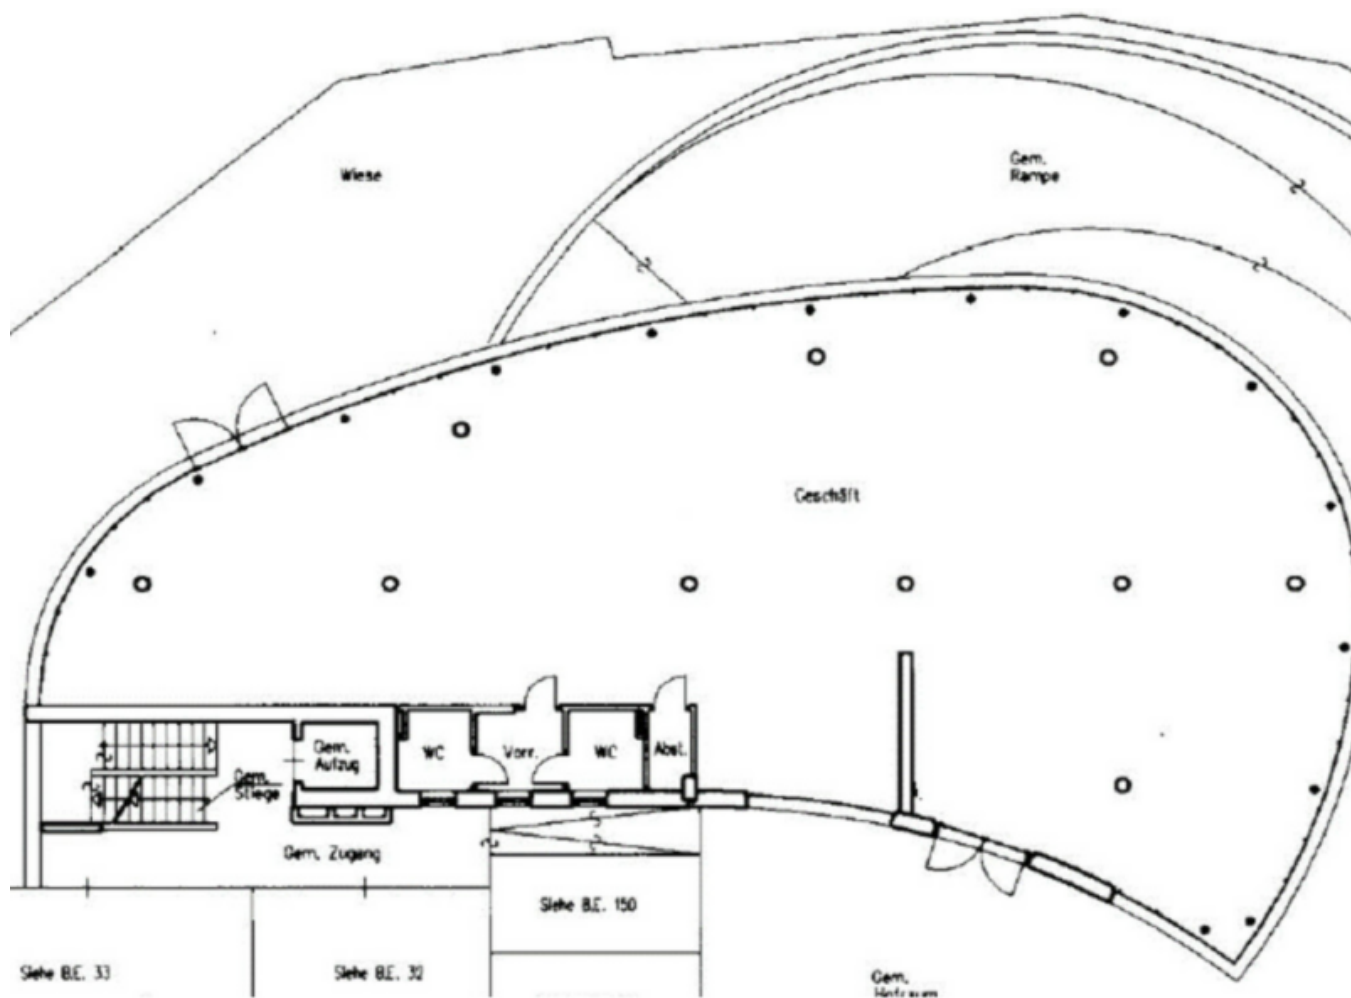 Wiese
Gem.
Rampe
Geschäft
Gem.
Aufzug
WC
Vorr.
WC
Abst.
Gem.
Stiege
Gem. Zugang
Siehe B.E. 150
Siehe B.E. 33
Siehe B.E. 32
Gem.
Hofraum